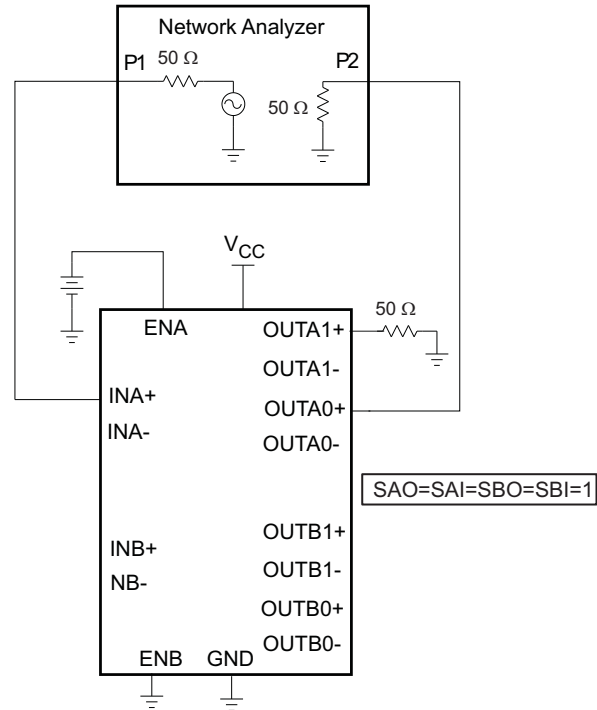 Network Analyzer
P1
50 Ω
P2
50 Ω
VCC
50 Ω
ENA
OUTA1+
OUTA1-
INA+
OUTA0+
INA-
OUTA0-
SAO=SAI=SBO=SBI=1
OUTB1+
INB+
OUTB1-
NB-
OUTB0+
OUTB0-
ENB
GND